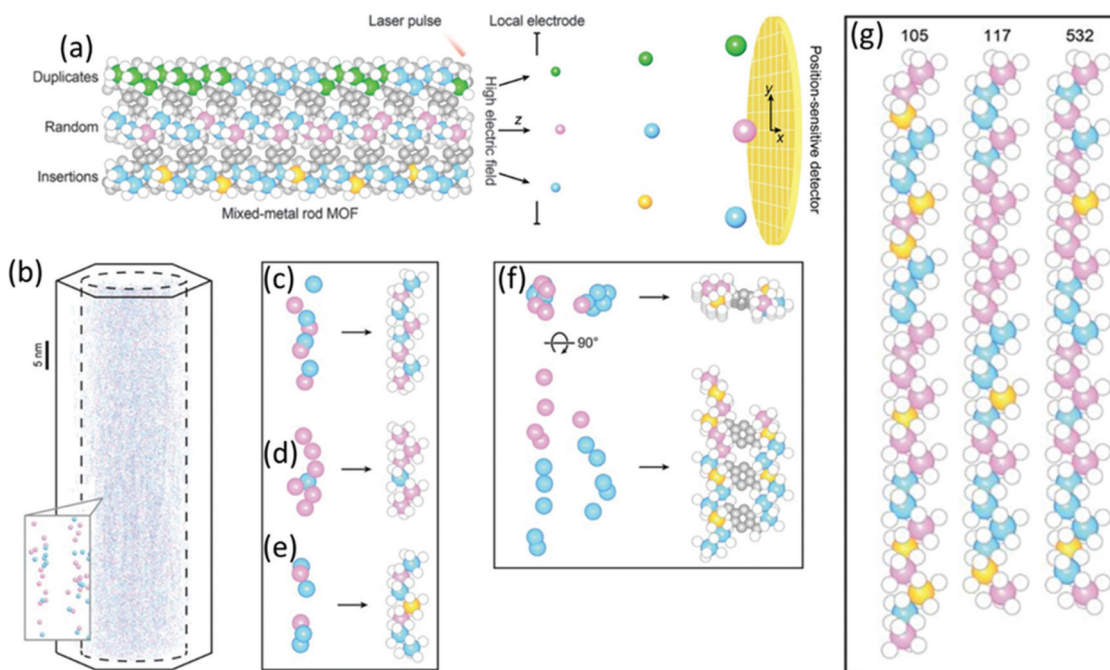 (a)
Laser pulse
Local electrode
Duplicates
Random
Insertions
Mixed-metal rod MOF
High electric field
z
y
x
Position-sensitive detector
(b)
5 nm
(c)
(d)
(e)
(f)
90°
(g)
105 117 532